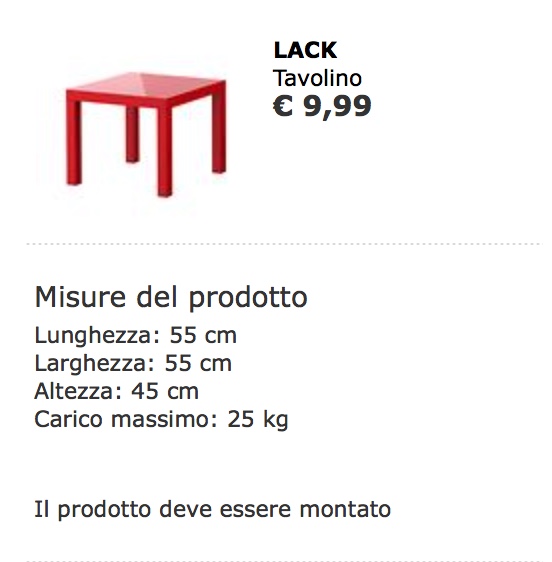 LACK
Tavolino
€ 9,99
Misure del prodotto
Lunghezza: 55 cm
Larghezza: 55 cm
Altezza: 45 cm
Carico massimo: 25 kg
Il prodotto deve essere montato